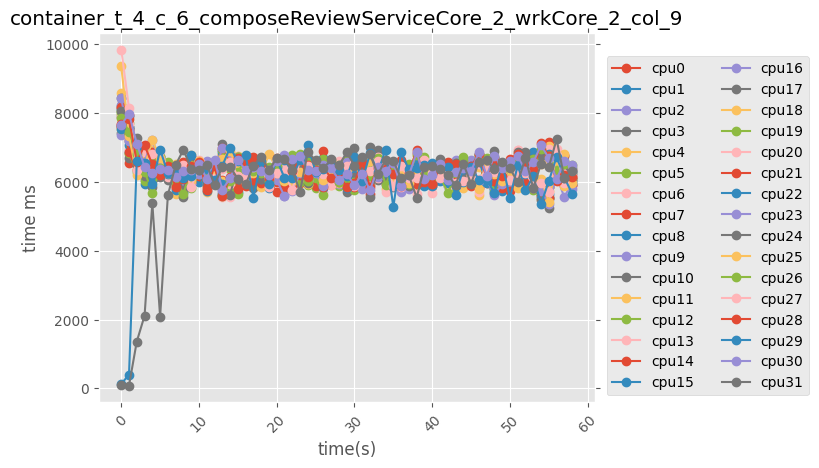 container_t_4_c_6_composeReviewServiceCore_2_wrkCore_2_col_9
10000
8000
6000
4000
2000
0
time ms
0
10
20
30
40
50
60
time(s)
cpu0
cpu1
cpu2
cpu3
cpu4
cpu5
cpu6
cpu7
cpu8
cpu9
cpu10
cpu11
cpu12
cpu13
cpu14
cpu15
cpu16
cpu17
cpu18
cpu19
cpu20
cpu21
cpu22
cpu23
cpu24
cpu25
cpu26
cpu27
cpu28
cpu29
cpu30
cpu31